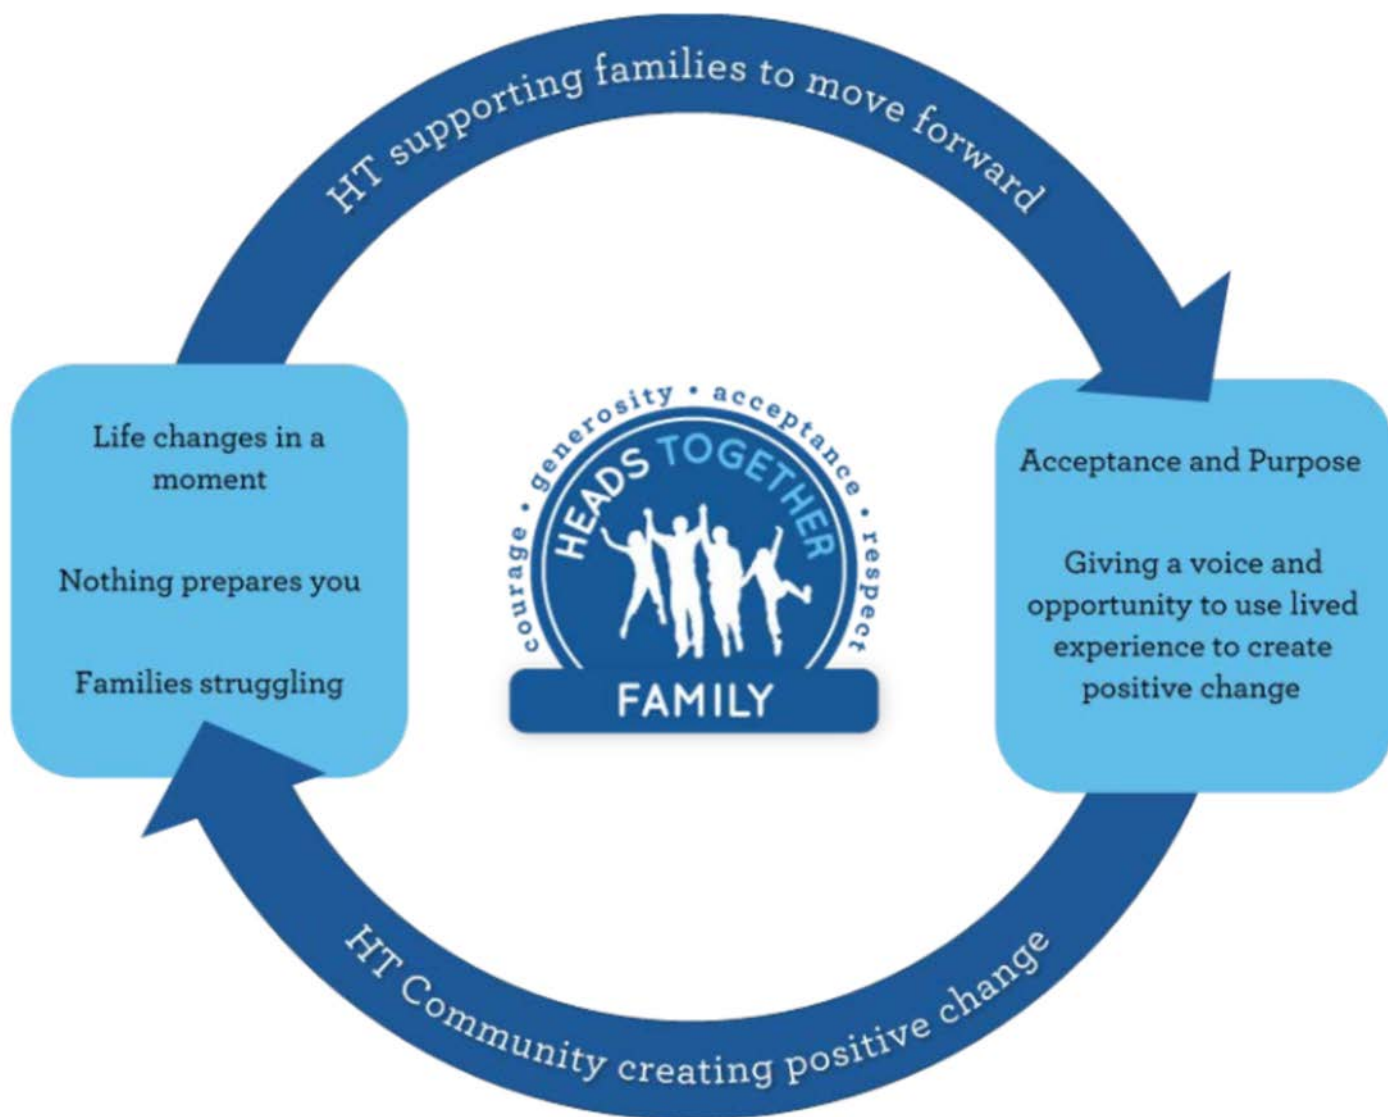 HT supporting families to move forward
Life changes in a
moment
Nothing prepares you
Families struggling
courage • generosity • acceptance • respect
HEADS TOGETHER
FAMILY
Acceptance and Purpose
Giving a voice and
opportunity to use lived
experience to create
positive change
HT Community creating positive change